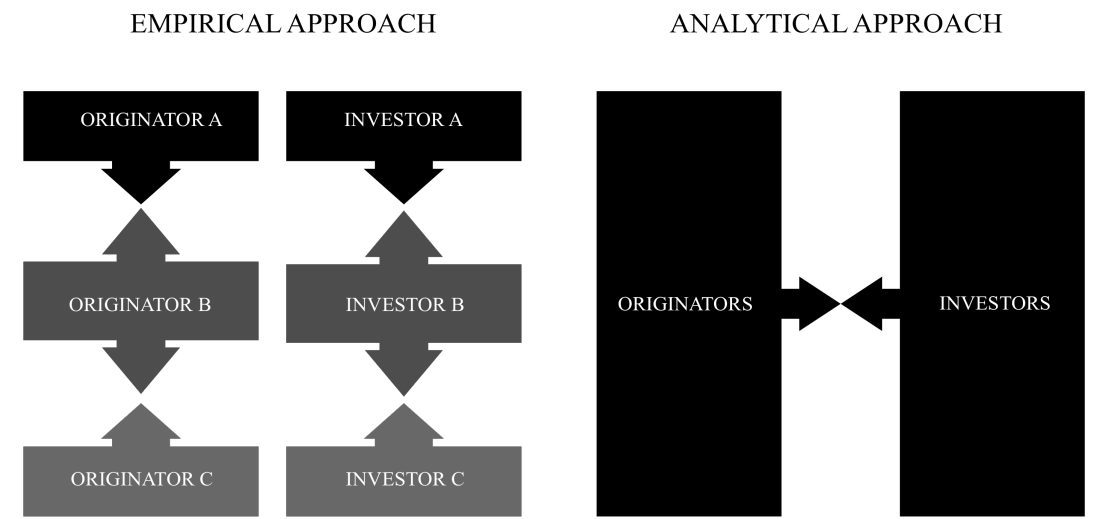 EMPIRICAL APPROACH
ANALYTICAL APPROACH
ORIGINATOR A
INVESTOR A
ORIGINATOR B
INVESTOR B
ORIGINATORS
INVESTORS
ORIGINATOR C
INVESTOR C